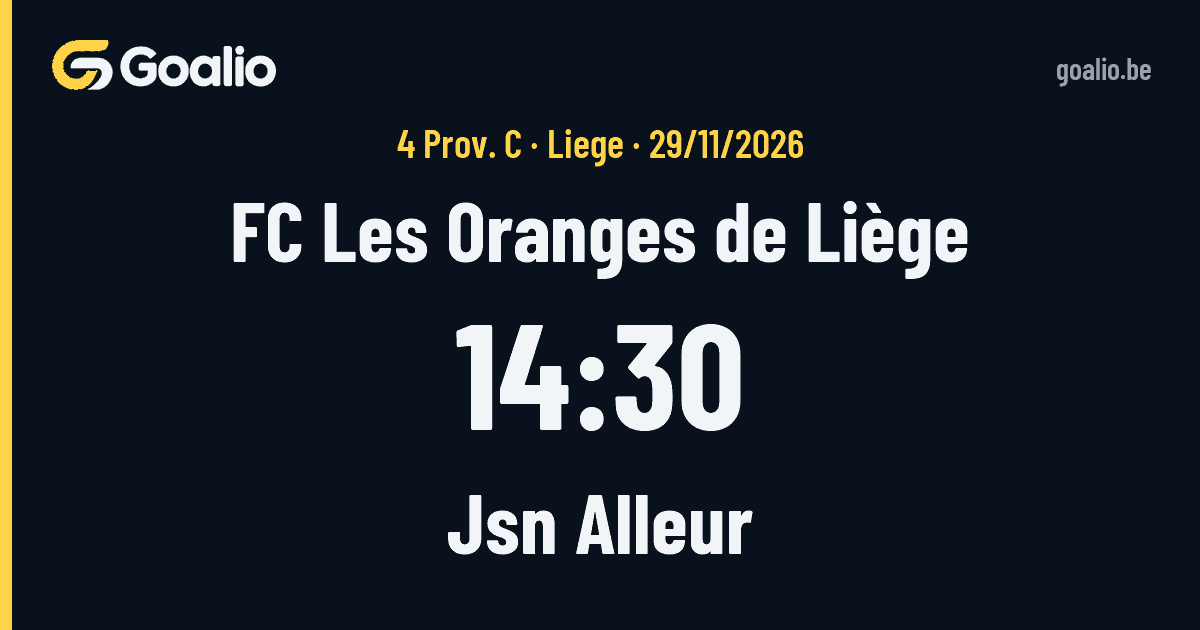 Goalio
goalio.be
4 Prov. C · Liege · 29/11/2026
FC Les Oranges de Liège
14:30
Jsn Alleur